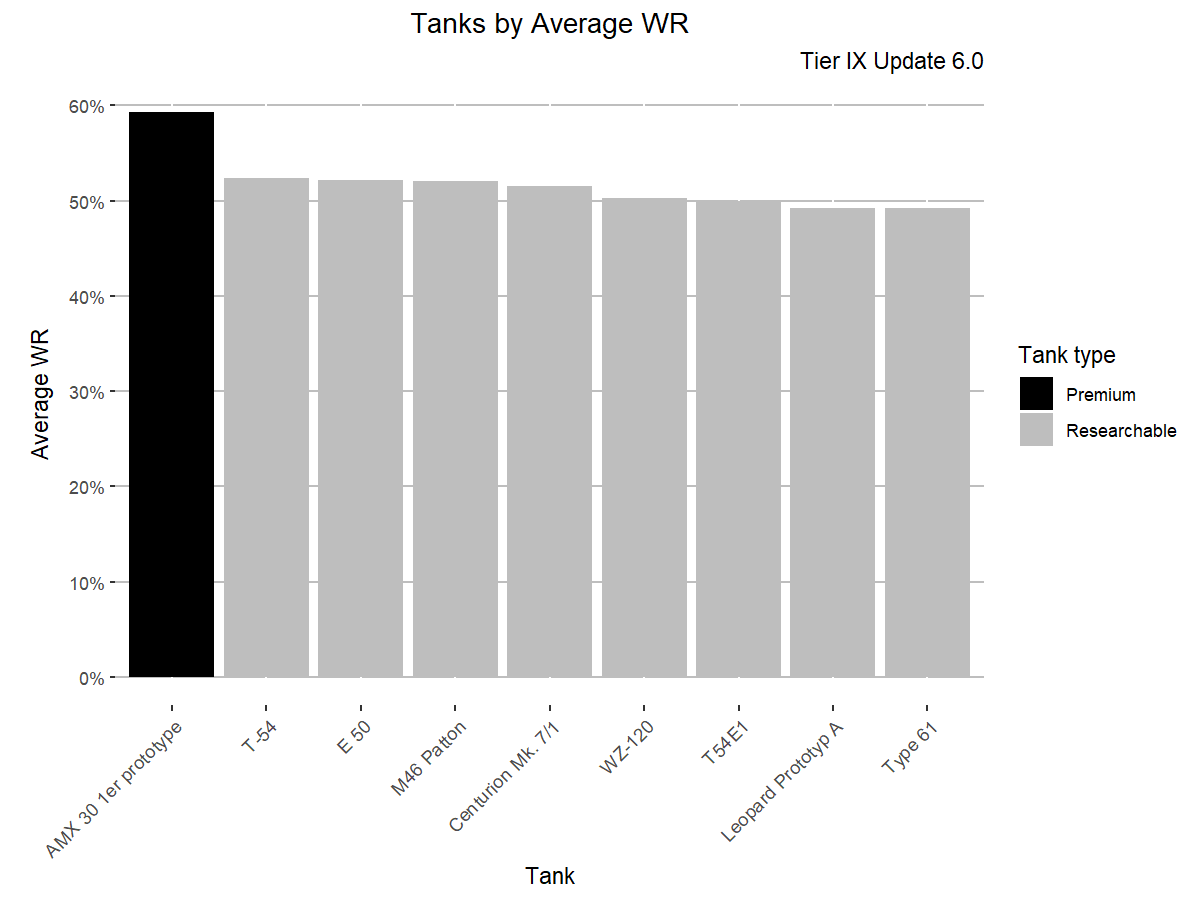 Tanks by Average WR
Tier IX Update 6.0
Average WR
60%
50%
40%
30%
20%
10%
0%
AMX 30 1er prototype
T-54
E 50
M46 Patton
Centurion Mk. 7/1
WZ-120
T54E1
Leopard Prototyp A
Type 61
Tank
Tank type
Premium
Researchable